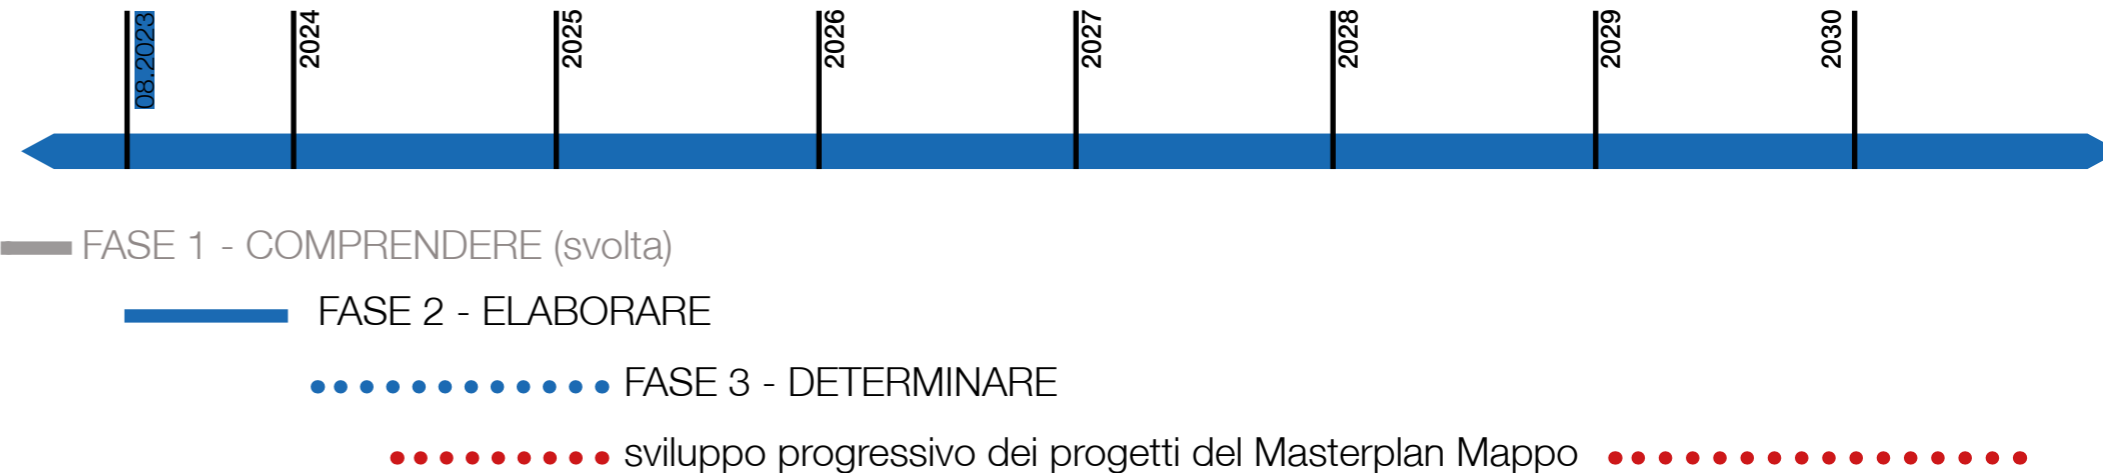 08.2023
2024
2025
2026
2027
2028
2029
2030
FASE 1 - COMPRENDERE (svolta)
FASE 2 - ELABORARE
FASE 3 - DETERMINARE
sviluppo progressivo dei progetti del Masterplan Mappo